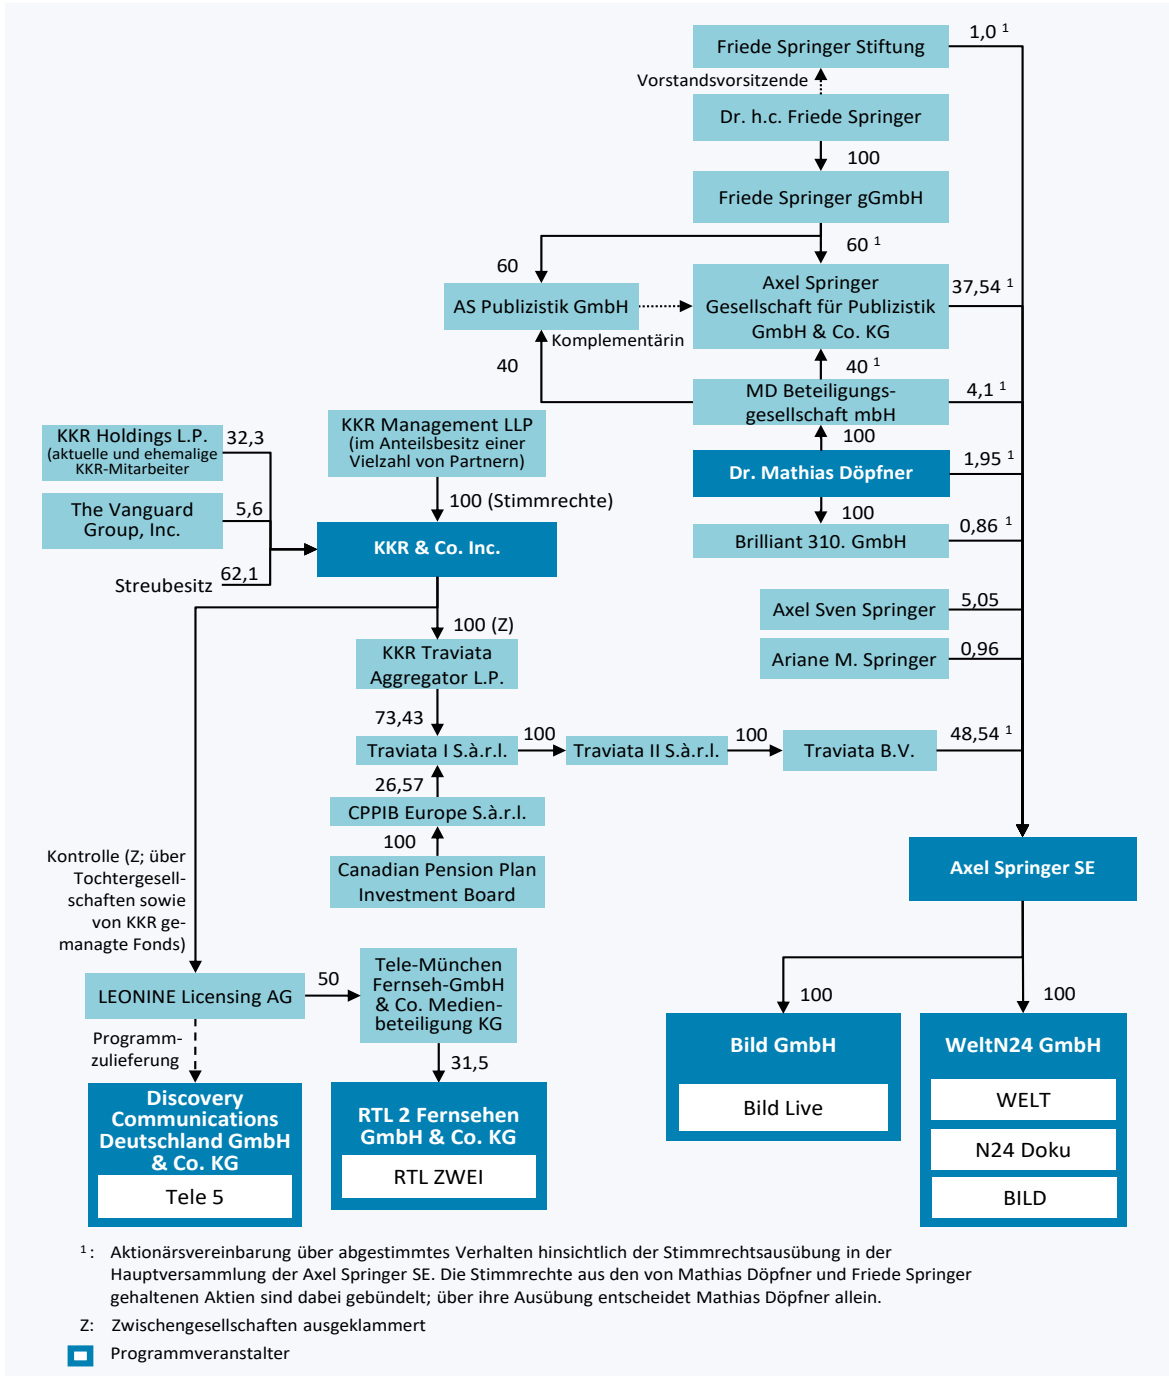 Friede Springer Stiftung
1,0 ¹
Vorstandsvorsitzende
Dr. h.c. Friede Springer
100
Friede Springer gGmbH
60 ¹
60
AS Publizistik GmbH
Komplementärin
Axel Springer
Gesellschaft für Publizistik
GmbH & Co. KG
37,54 ¹
40
40 ¹
MD Beteiligungs-
gesellschaft mbH
4,1 ¹
100
Dr. Mathias Döpfner
1,95 ¹
100
Brilliant 310. GmbH
0,86 ¹
KKR Management LLP
(im Anteilsbesitz einer
Vielzahl von Partnern)
100 (Stimmrechte)
KKR Holdings L.P.
(aktuelle und ehemalige
KKR-Mitarbeiter
32,3
The Vanguard
Group, Inc.
5,6
Streubesitz
62,1
KKR & Co. Inc.
Axel Sven Springer
5,05
Ariane M. Springer
0,96
100 (Z)
KKR Traviata
Aggregator L.P.
73,43
Traviata I S.à.r.l.
100
Traviata II S.à.r.l.
100
Traviata B.V.
48,54 ¹
26,57
CPPIB Europe S.à.r.l.
100
Canadian Pension Plan
Investment Board
Axel Springer SE
Kontrolle (Z; über
Tochtergesell-
schaften sowie
von KKR ge-
managte Fonds)
LEONINE Licensing AG
50
Tele-München
Fernseh-GmbH
& Co. Medien-
beteiligung KG
Programm-
zulieferung
31,5
Discovery
Communications
Deutschland GmbH
& Co. KG
Tele 5
RTL 2 Fernsehen
GmbH & Co. KG
RTL ZWEI
100
Bild GmbH
Bild Live
100
WeltN24 GmbH
WELT
N24 Doku
BILD
¹ : Aktionärsvereinbarung über abgestimmtes Verhalten hinsichtlich der Stimmrechtsausübung in der
Hauptversammlung der Axel Springer SE. Die Stimmrechte aus den von Mathias Döpfner und Friede Springer
gehaltenen Aktien sind dabei gebündelt; über ihre Ausübung entscheidet Mathias Döpfner allein.
Z: Zwischengesellschaften ausgeklammert
Programmveranstalter